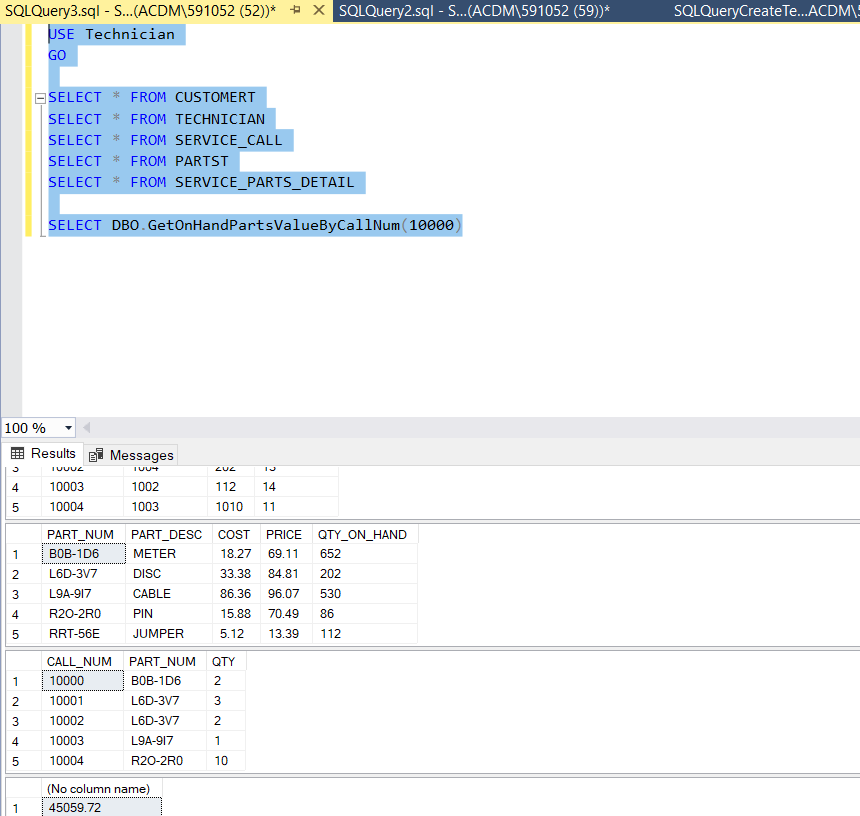 SQLQuery3.sql - S...(ACDM\591052 (52))* SQLQuery2.sql - S...(ACDM\591052 (59))* SQLQueryCreateTe...ACDM\5
USE Technician
GO
SELECT * FROM CUSTOMERT
SELECT * FROM TECHNICIAN
SELECT * FROM SERVICE_CALL
SELECT * FROM PARTST
SELECT * FROM SERVICE_PARTS_DETAIL
SELECT DBO.GetOnHandPartsValueByCallNum(10000)
100 %
Results Messages
3 10002 1004 202 13
4 10003 1002 112 14
5 10004 1003 1010 11
PART_NUM PART_DESC COST PRICE QTY_ON_HAND
1 B0B-1D6 METER 18.27 69.11 652
2 L6D-3V7 DISC 33.38 84.81 202
3 L9A-9I7 CABLE 86.36 96.07 530
4 R2O-2R0 PIN 15.88 70.49 86
5 RRT-56E JUMPER 5.12 13.39 112
CALL_NUM PART_NUM QTY
1 10000 B0B-1D6 2
2 10001 L6D-3V7 3
3 10002 L6D-3V7 2
4 10003 L9A-9I7 1
5 10004 R2O-2R0 10
(No column name)
1 45059.72